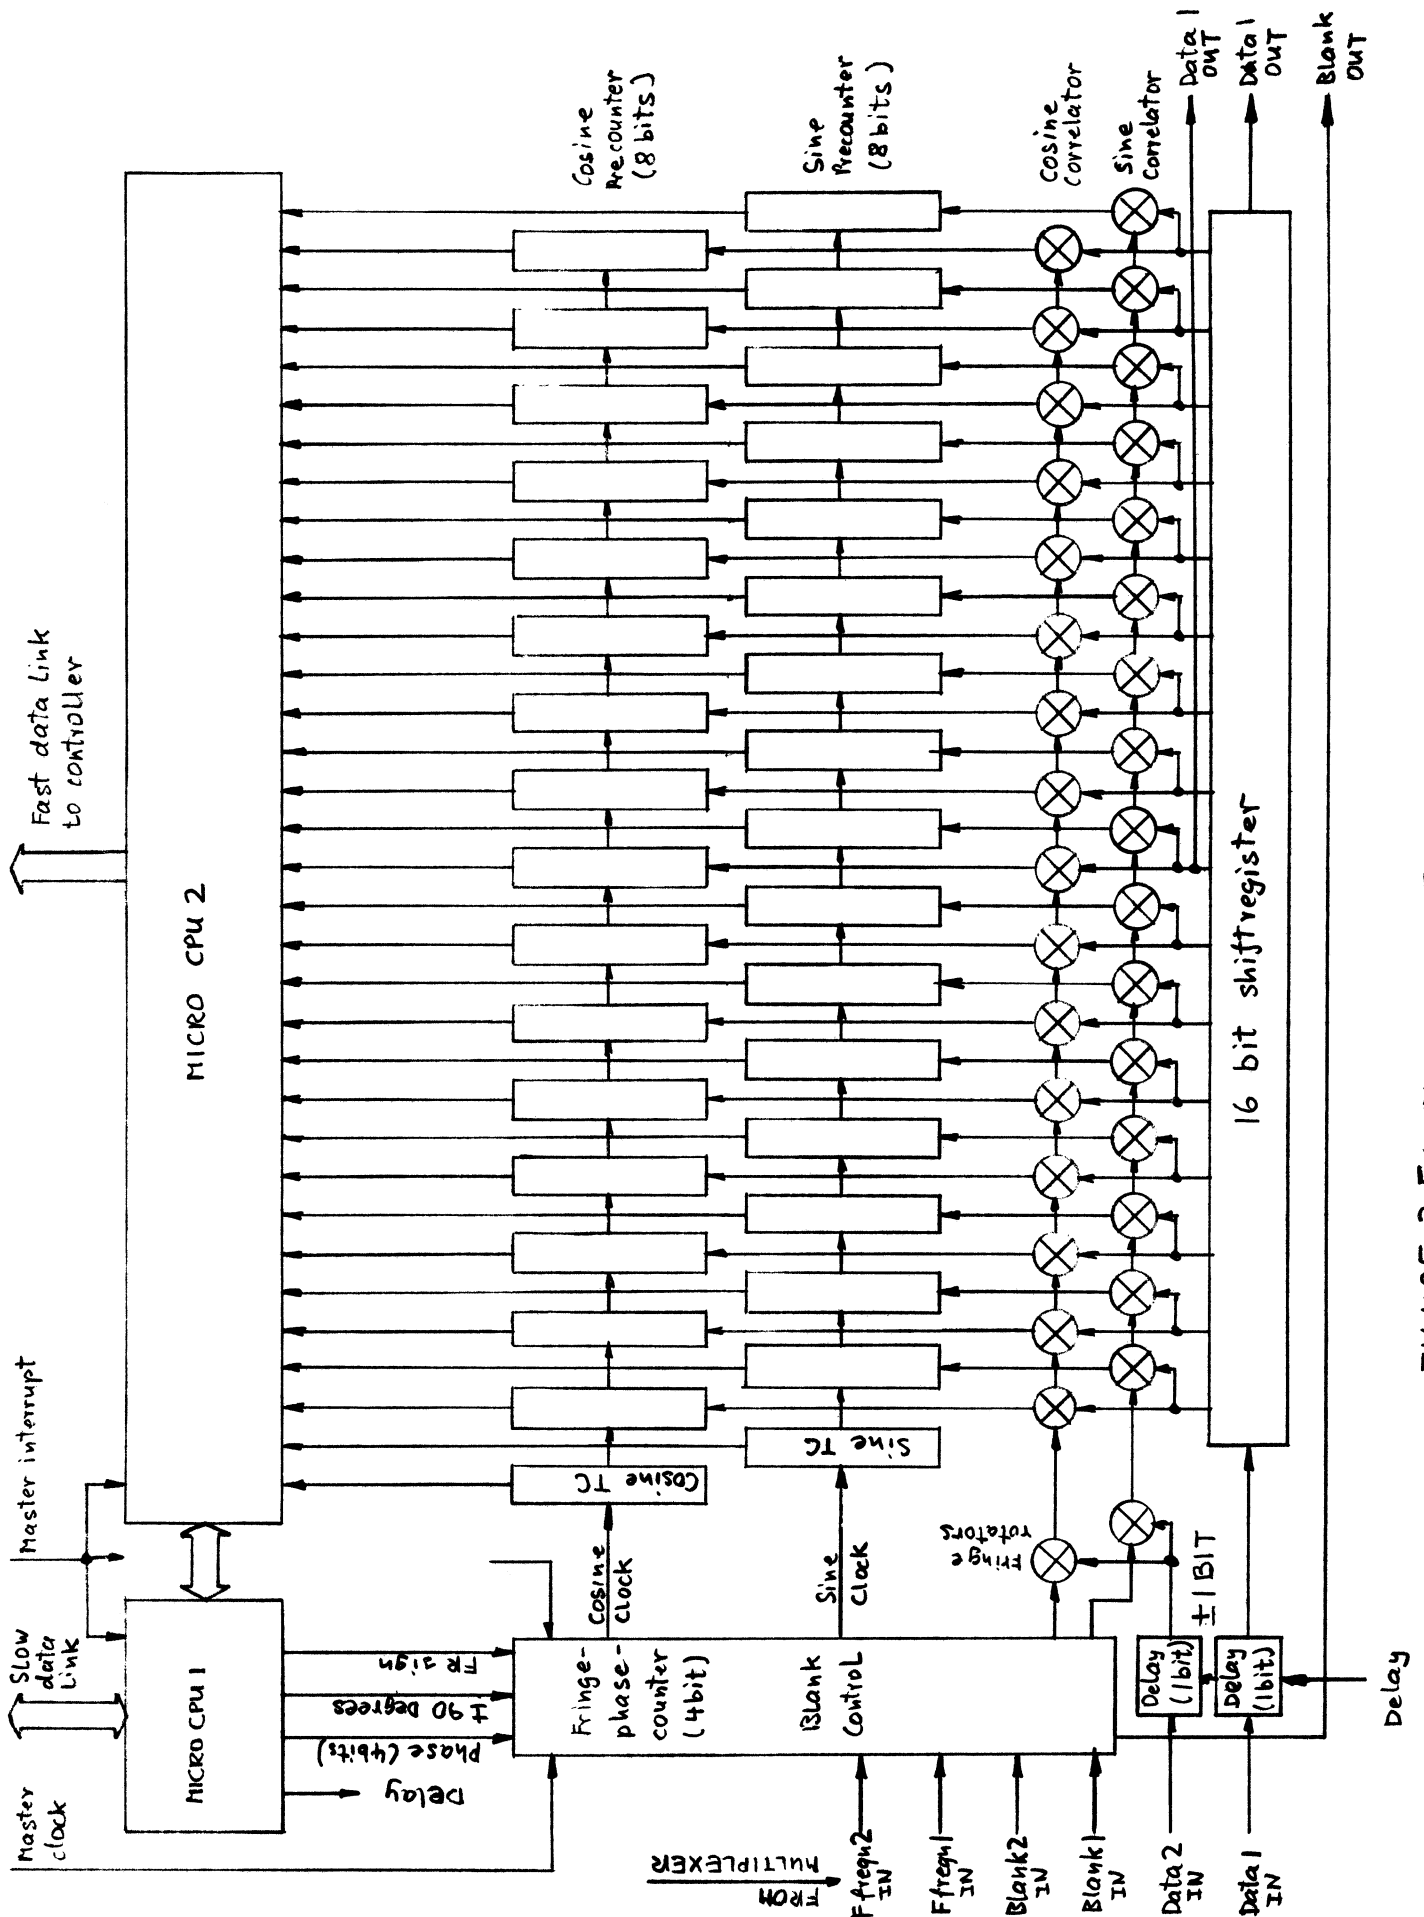 Fast data link
to controller
Master interrupt
Slow
data
link
Master
clock
MICRO CPU 2
MICRO CPU 1
FR sign
± 90 Degrees
Phase (4bits)
Delay
Cosine
Precounter
(8 bits)
Sine
Precounter
(8 bits)
Cosine
correlator
Sine
correlator
Data 1
OUT
Data 1
OUT
Blank
OUT
Cosine TC
Sine TC
Cosine
Clock
Sine
Clock
Fringe
rotators
Fringe-
phase-
counter
(4bit)
Blank
Control
± 1 BIT
Delay
(1bit)
Delay
(1bit)
16 bit shiftregister
FROM
MULTIPLEXER
Ffrequ2
IN
Ffrequ1
IN
Blank2
IN
Blank1
IN
Data 2
IN
Data 1
IN
Delay